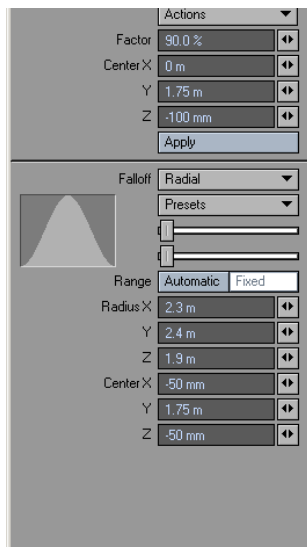 Actions
Factor 90.0 %
Center X 0 m
Y 1.75 m
Z -100 mm
Apply
Falloff Radial
Presets
Range Automatic Fixed
Radius X 2.3 m
Y 2.4 m
Z 1.9 m
Center X -50 mm
Y 1.75 m
Z -50 mm